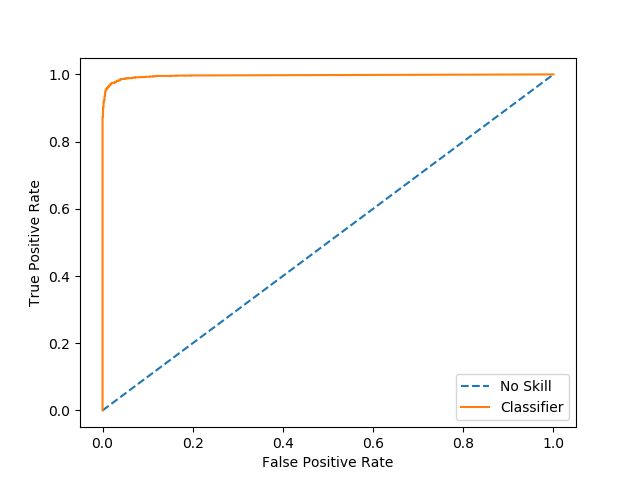 1.0
0.8
0.6
0.4
0.2
0.0
True Positive Rate
No Skill
Classifier
0.0 0.2 0.4 0.6 0.8 1.0
False Positive Rate